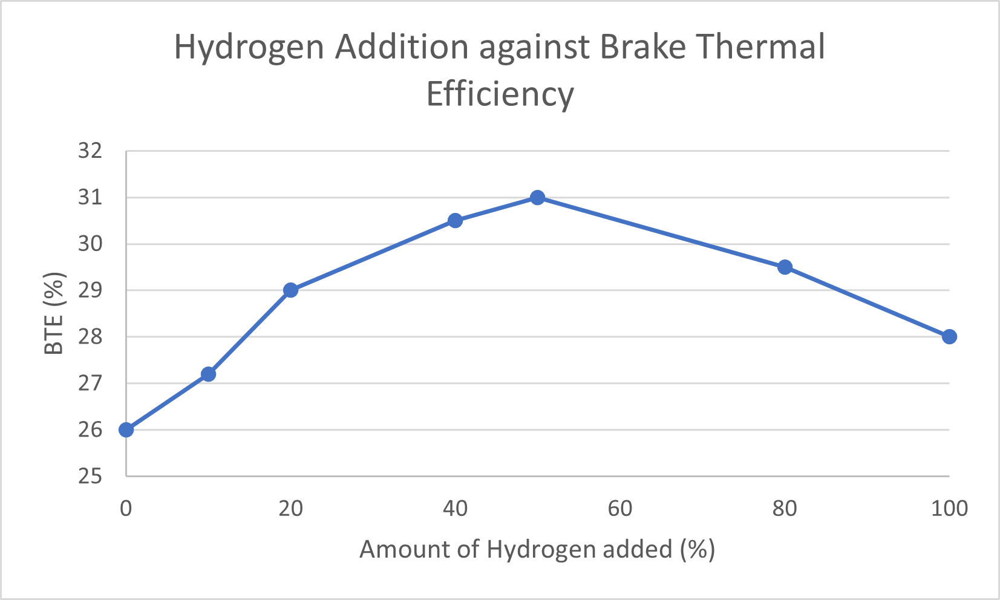 Hydrogen Addition against Brake Thermal
Efficiency
32
31
30
29
28
27
26
25
BTE (%)
0 20 40 60 80 100
Amount of Hydrogen added (%)